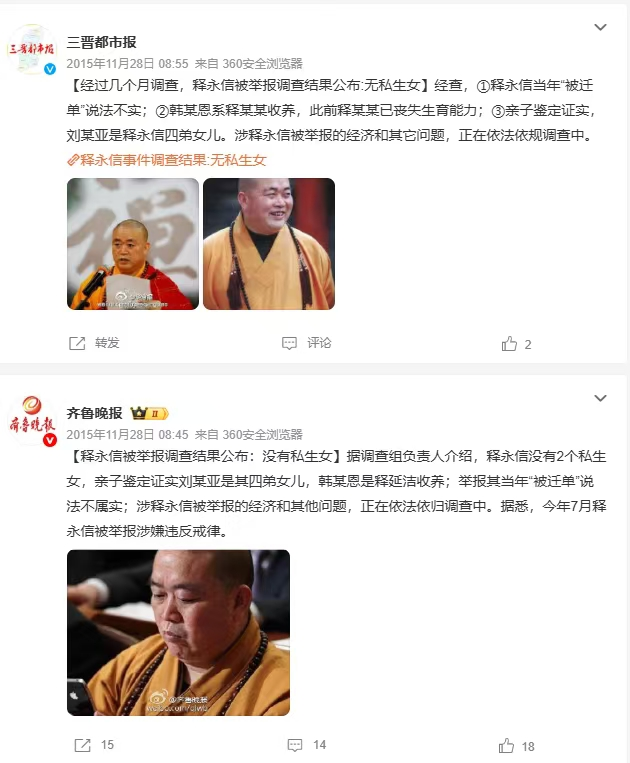 三晋都市报
三晋都市报
2015年11月28日 08:55 来自 360安全浏览器
【经过几个月调查，释永信被举报调查结果公布:无私生女】经查，①释永信当年“被迁
单”说法不实；②韩某恩系释某某收养，此前释某某已丧失生育能力；③亲子鉴定证实，
刘某亚是释永信四弟女儿。涉释永信被举报的经济和其它问题，正在依法依规调查中。
释永信事件调查结果:无私生女
禅
转发 评论 2
齐鲁晚报
齐鲁晚报 II
2015年11月28日 08:45 来自 360安全浏览器
【释永信被举报调查结果公布：没有私生女】据调查组负责人介绍，释永信没有2个私生
女，亲子鉴定证实刘某亚是其四弟女儿，韩某恩是释延洁收养；举报其当年“被迁单”说
法不属实；涉释永信被举报的经济和其他问题，正在依法依归调查中。据悉，今年7月释
永信被举报涉嫌违反戒律。
@齐鲁晚报
15 14 18